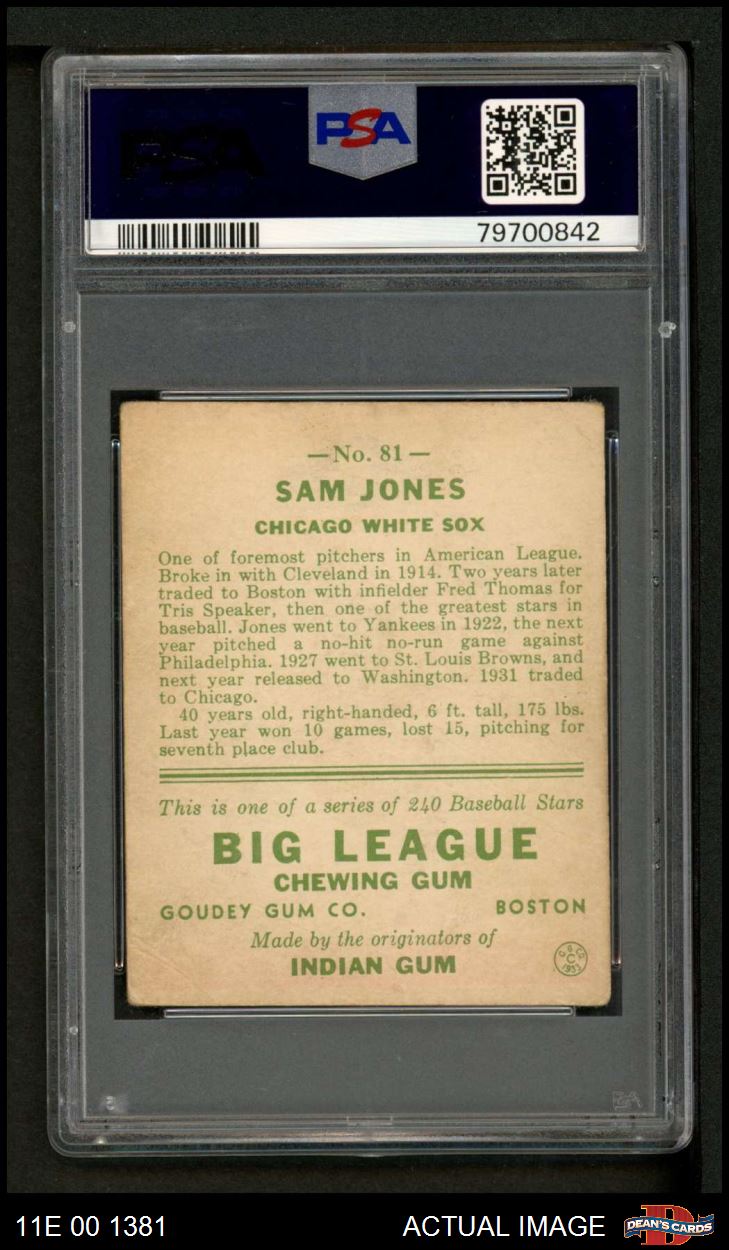 PSA
79700842
—No. 81—
SAM JONES
CHICAGO WHITE SOX
One of foremost pitchers in American League.
Broke in with Cleveland in 1914. Two years later
traded to Boston with infielder Fred Thomas for
Tris Speaker, then one of the greatest stars in
baseball. Jones went to Yankees in 1922, the next
year pitched a no-hit no-run game against
Philadelphia. 1927 went to St. Louis Browns, and
next year released to Washington. 1931 traded
to Chicago.
40 years old, right-handed, 6 ft. tall, 175 lbs.
Last year won 10 games, lost 15, pitching for
seventh place club.
This is one of a series of 240 Baseball Stars
BIG LEAGUE
CHEWING GUM
GOUDEY GUM CO. BOSTON
Made by the originators of
INDIAN GUM
G. G. CO.
C
1933
PSA
11E 00 1381 ACTUAL IMAGE DEAN'S CARDS